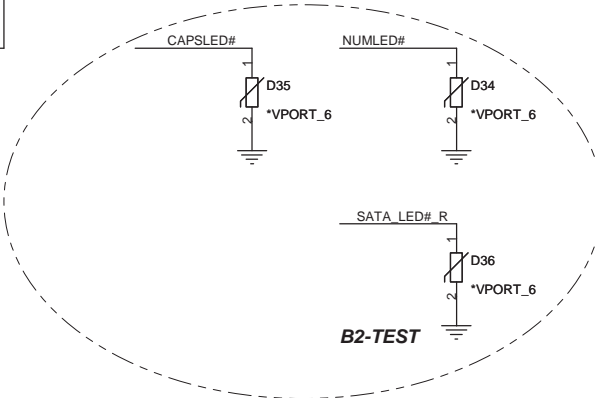 CAPSLED#
1
D35
*VPORT_6
2
NUMLED#
1
D34
*VPORT_6
2
SATA_LED#_R
1
D36
*VPORT_6
2
B2-TEST